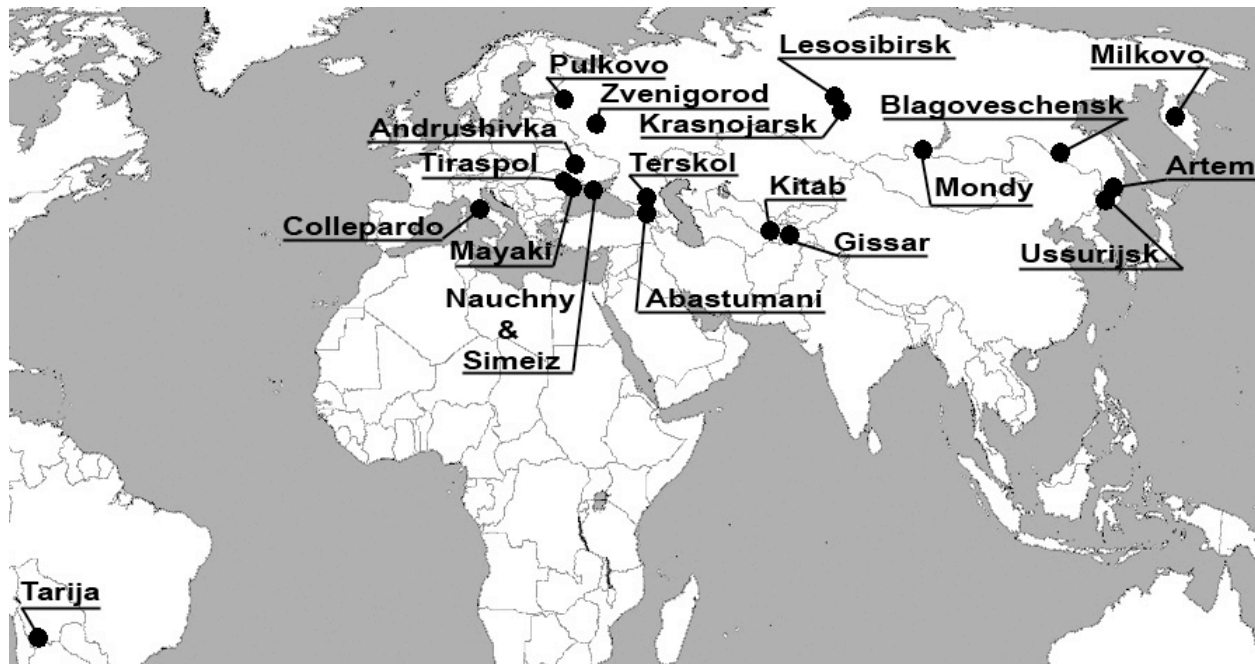 Lesosibirsk
Milkovo
Pulkovo
Zvenigorod
Blagoveschensk
Andrushivka
Krasnojarsk
Tiraspol
Terskol
Artem
Kitab
Mondy
Collepardo
Mayaki
Gissar
Ussurijsk
Nauchny
&
Simeiz
Abastumani
Tarija